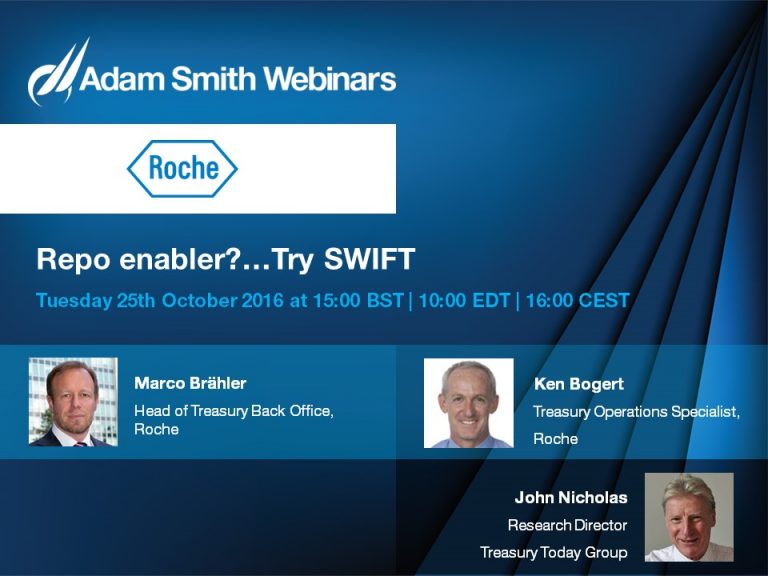 Adam Smith Webinars
Roche
Repo enabler?...Try SWIFT
Tuesday 25th October 2016 at 15:00 BST | 10:00 EDT | 16:00 CEST
Marco Brähler
Head of Treasury Back Office,
Roche
Ken Bogert
Treasury Operations Specialist,
Roche
John Nicholas
Research Director
Treasury Today Group